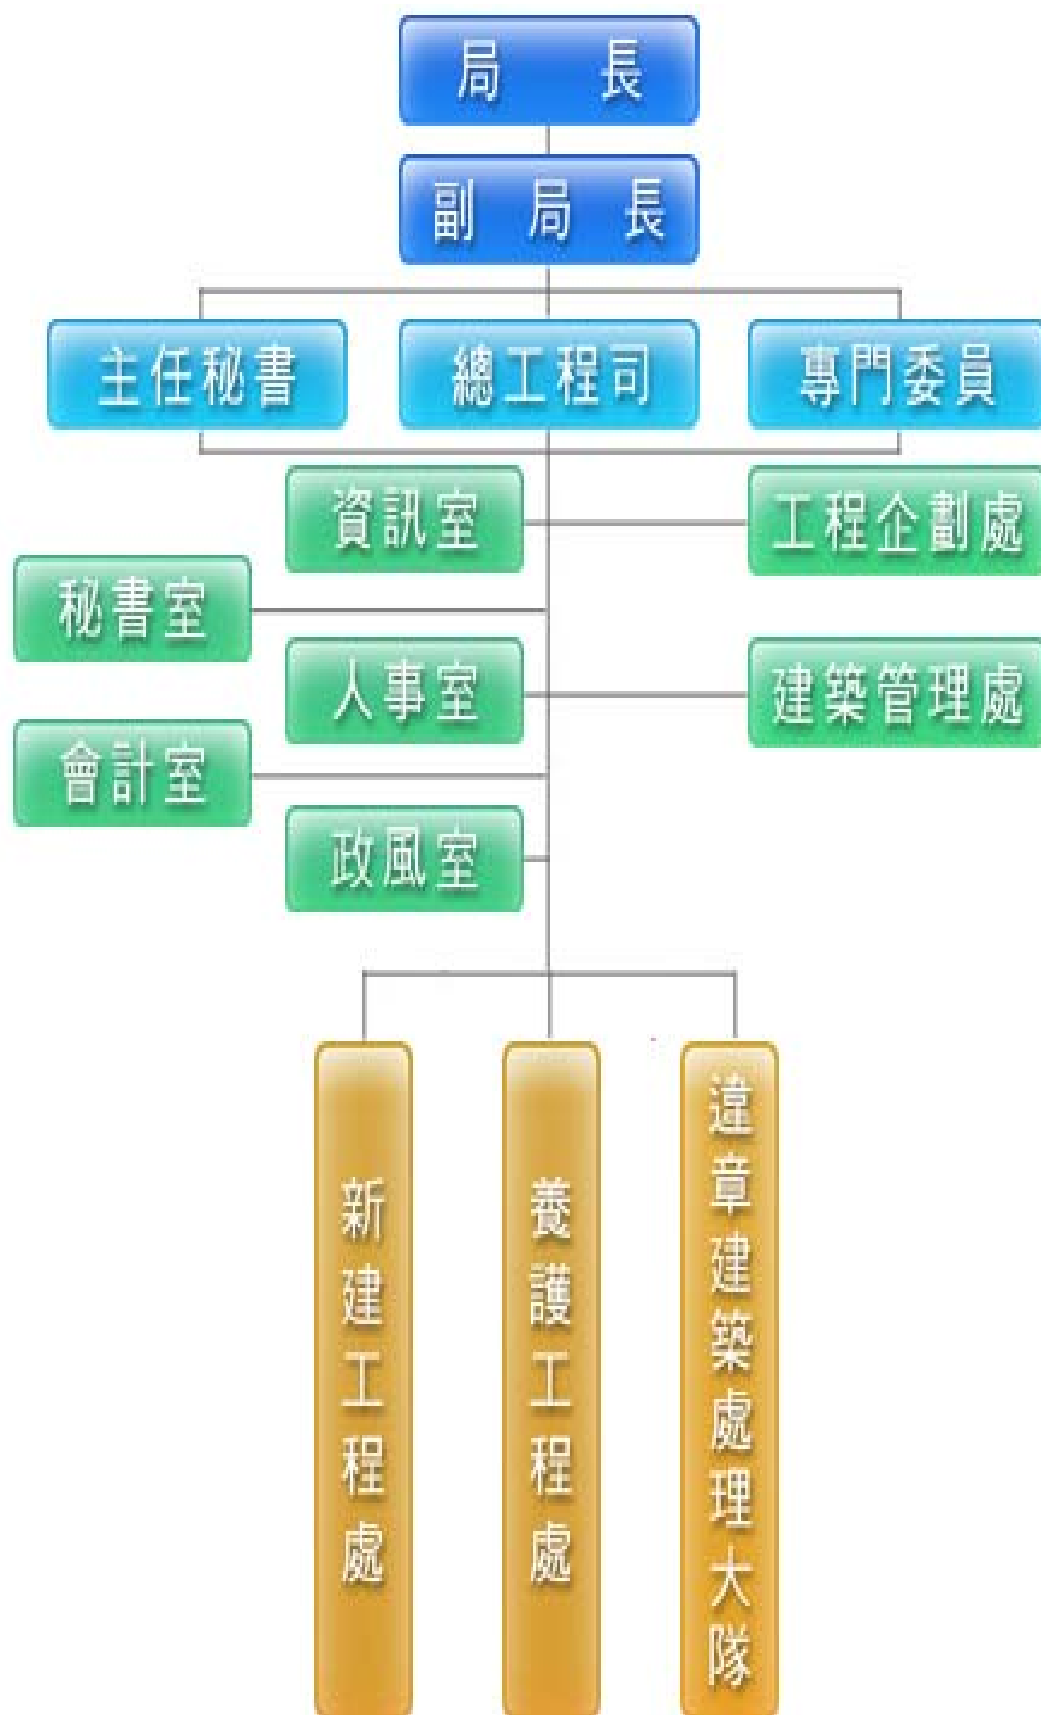 局長
副局長
主任秘書
總工程司
專門委員
資訊室
工程企劃處
秘書室
人事室
建築管理處
會計室
政風室
新建工程處
養護工程處
違章建築處理大隊